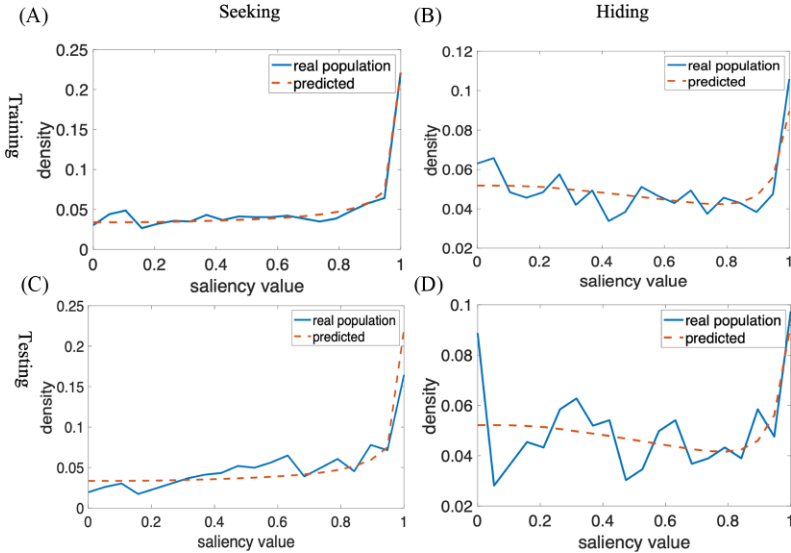 Seeking
Hiding
(A)
(B)
Training
density
0.25
0.2
0.15
0.1
0.05
0
real population
predicted
0 0.2 0.4 0.6 0.8 1
saliency value
density
0.12
0.1
0.08
0.06
0.04
0.02
real population
predicted
0 0.2 0.4 0.6 0.8 1
saliency value
(C)
(D)
Testing
density
0.25
0.2
0.15
0.1
0.05
0
real population
predicted
0 0.2 0.4 0.6 0.8 1
saliency value
density
0.1
0.08
0.06
0.04
0.02
real population
predicted
0 0.2 0.4 0.6 0.8 1
saliency value